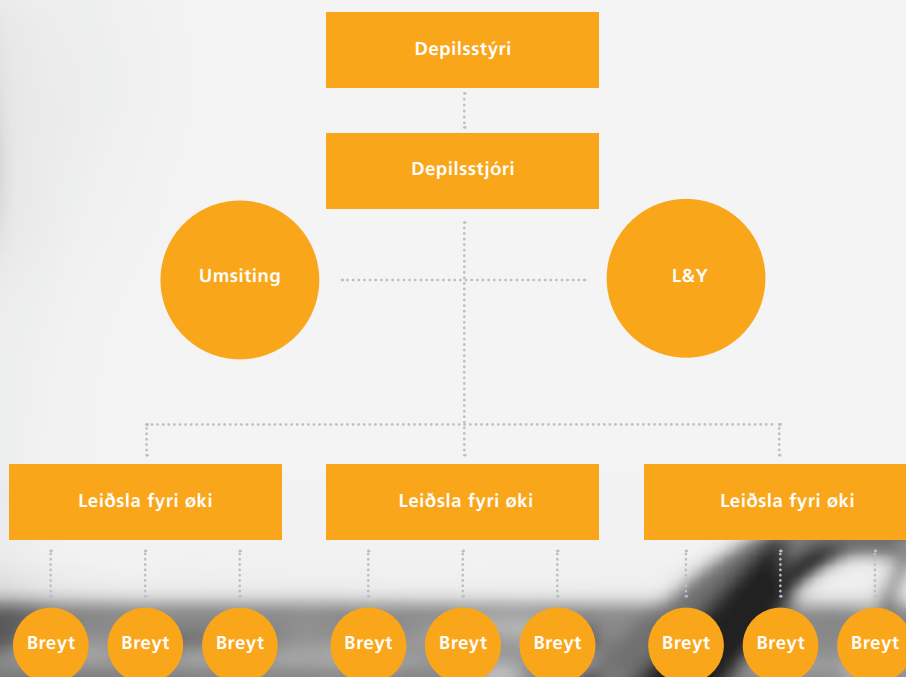 Depilsstýri
Depilsstjóri
Umsiting
L&Y
Leiðsla fyri øki
Leiðsla fyri øki
Leiðsla fyri øki
Breyt
Breyt
Breyt
Breyt
Breyt
Breyt
Breyt
Breyt
Breyt